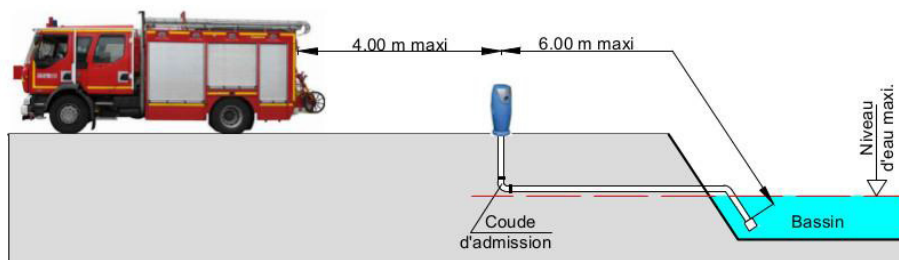 4.00 m maxi
6.00 m maxi
Niveau
d'eau maxi.
Coude
d'admission
Bassin